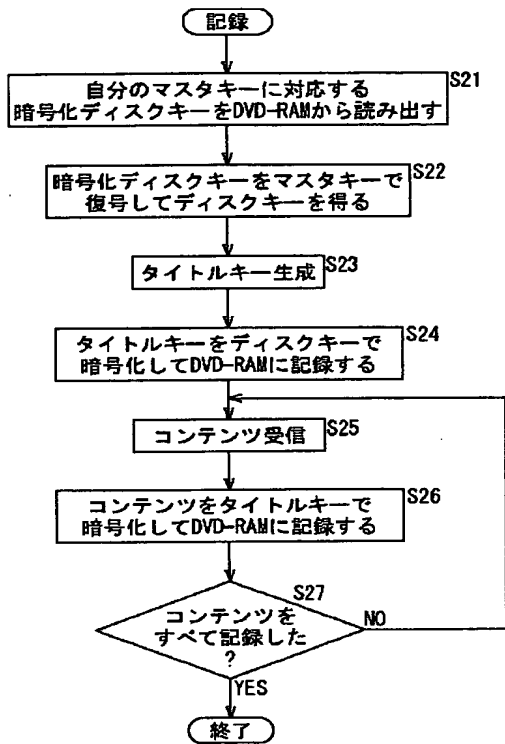 記録
S21
自分のマスタキーに対応する
暗号化ディスクキーをDVD-RAMから読み出す
S22
暗号化ディスクキーをマスタキーで
復号してディスクキーを得る
S23
タイトルキー生成
S24
タイトルキーをディスクキーで
暗号化してDVD-RAMに記録する
S25
コンテンツ受信
S26
コンテンツをタイトルキーで
暗号化してDVD-RAMに記録する
S27
コンテンツを
すべて記録した
?
NO
YES
終了